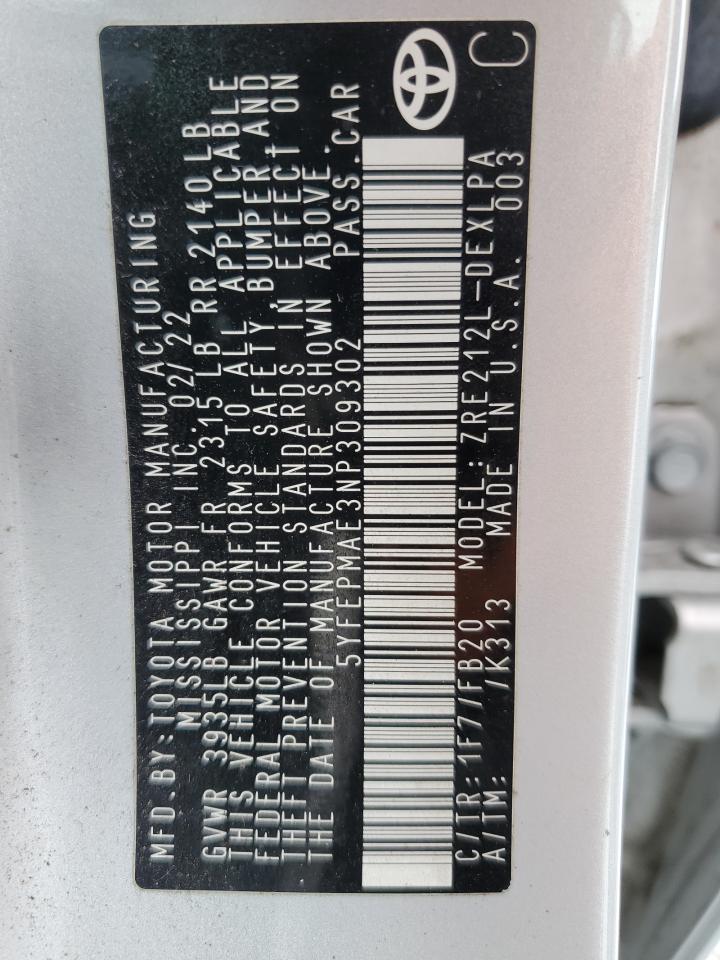 MFD.BY:TOYOTA MOTOR MANUFACTURING
MISSISSIPPI INC. 02/22
GVWR 3935LB GAWR FR 2315 LB RR 2140LB
THIS VEHICLE CONFORMS TO ALL APPLICABLE
FEDERAL MOTOR VEHICLE SAFETY,BUMPER AND
THEFT PREVENTION STANDARDS IN EFFECT ON
THE DATE OF MANUFACTURE SHOWN ABOVE.
5YFEPMAE3NP309302 PASS.CAR
C/TR:1F7/FB20 MODEL:ZRE212L-DEXLPA
A/TM: /K313 MADE IN U.S.A. 003
C